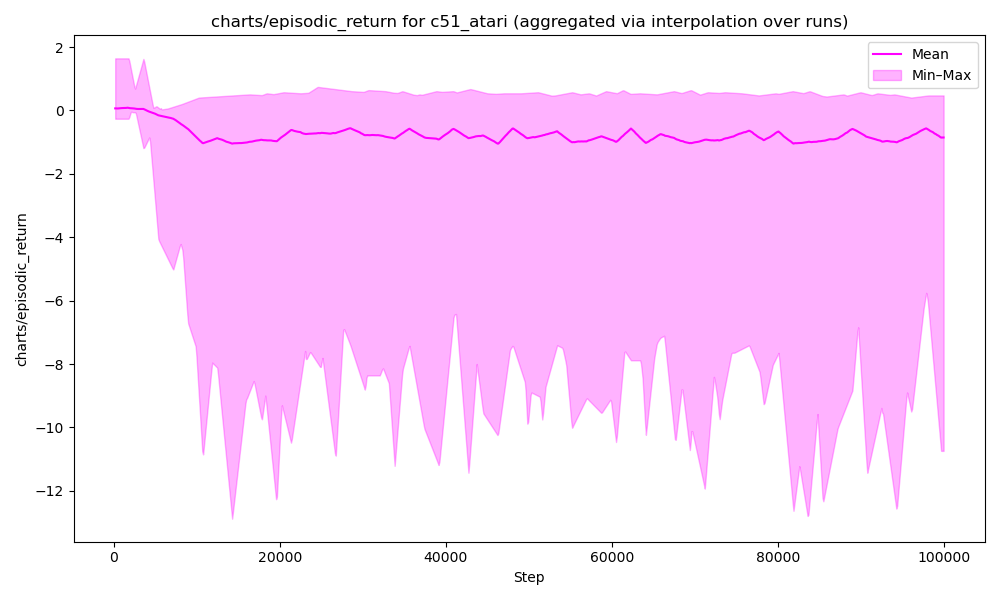 charts/episodic_return for c51_atari (aggregated via interpolation over runs)
Mean
Min–Max
charts/episodic_return
2
0
−2
−4
−6
−8
−10
−12
0
20000
40000
60000
80000
100000
Step